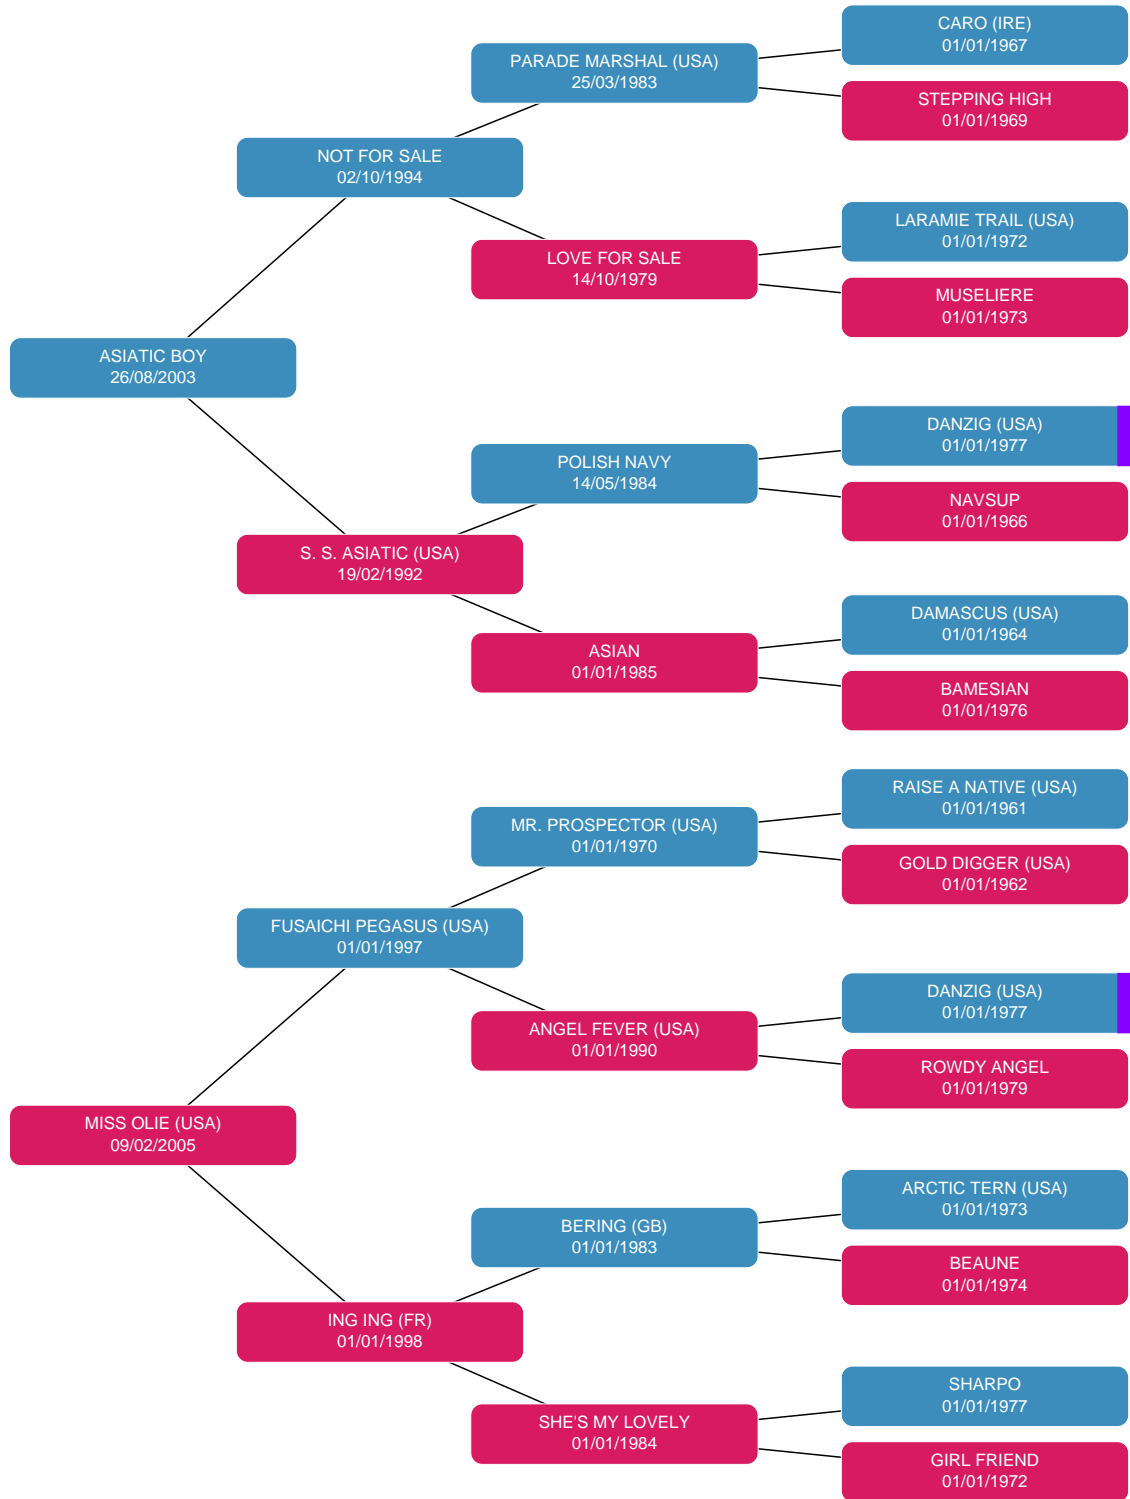 CARO (IRE)
01/01/1967
PARADE MARSHAL (USA)
25/03/1983
STEPPING HIGH
01/01/1969
NOT FOR SALE
02/10/1994
LARAMIE TRAIL (USA)
01/01/1972
LOVE FOR SALE
14/10/1979
MUSELIERE
01/01/1973
ASIATIC BOY
26/08/2003
DANZIG (USA)
01/01/1977
POLISH NAVY
14/05/1984
NAVSUP
01/01/1966
S. S. ASIATIC (USA)
19/02/1992
DAMASCUS (USA)
01/01/1964
ASIAN
01/01/1985
BAMESIAN
01/01/1976
RAISE A NATIVE (USA)
01/01/1961
MR. PROSPECTOR (USA)
01/01/1970
GOLD DIGGER (USA)
01/01/1962
FUSAICHI PEGASUS (USA)
01/01/1997
DANZIG (USA)
01/01/1977
ANGEL FEVER (USA)
01/01/1990
ROWDY ANGEL
01/01/1979
MISS OLIE (USA)
09/02/2005
ARCTIC TERN (USA)
01/01/1973
BERING (GB)
01/01/1983
BEAUNE
01/01/1974
ING ING (FR)
01/01/1998
SHARPO
01/01/1977
SHE'S MY LOVELY
01/01/1984
GIRL FRIEND
01/01/1972